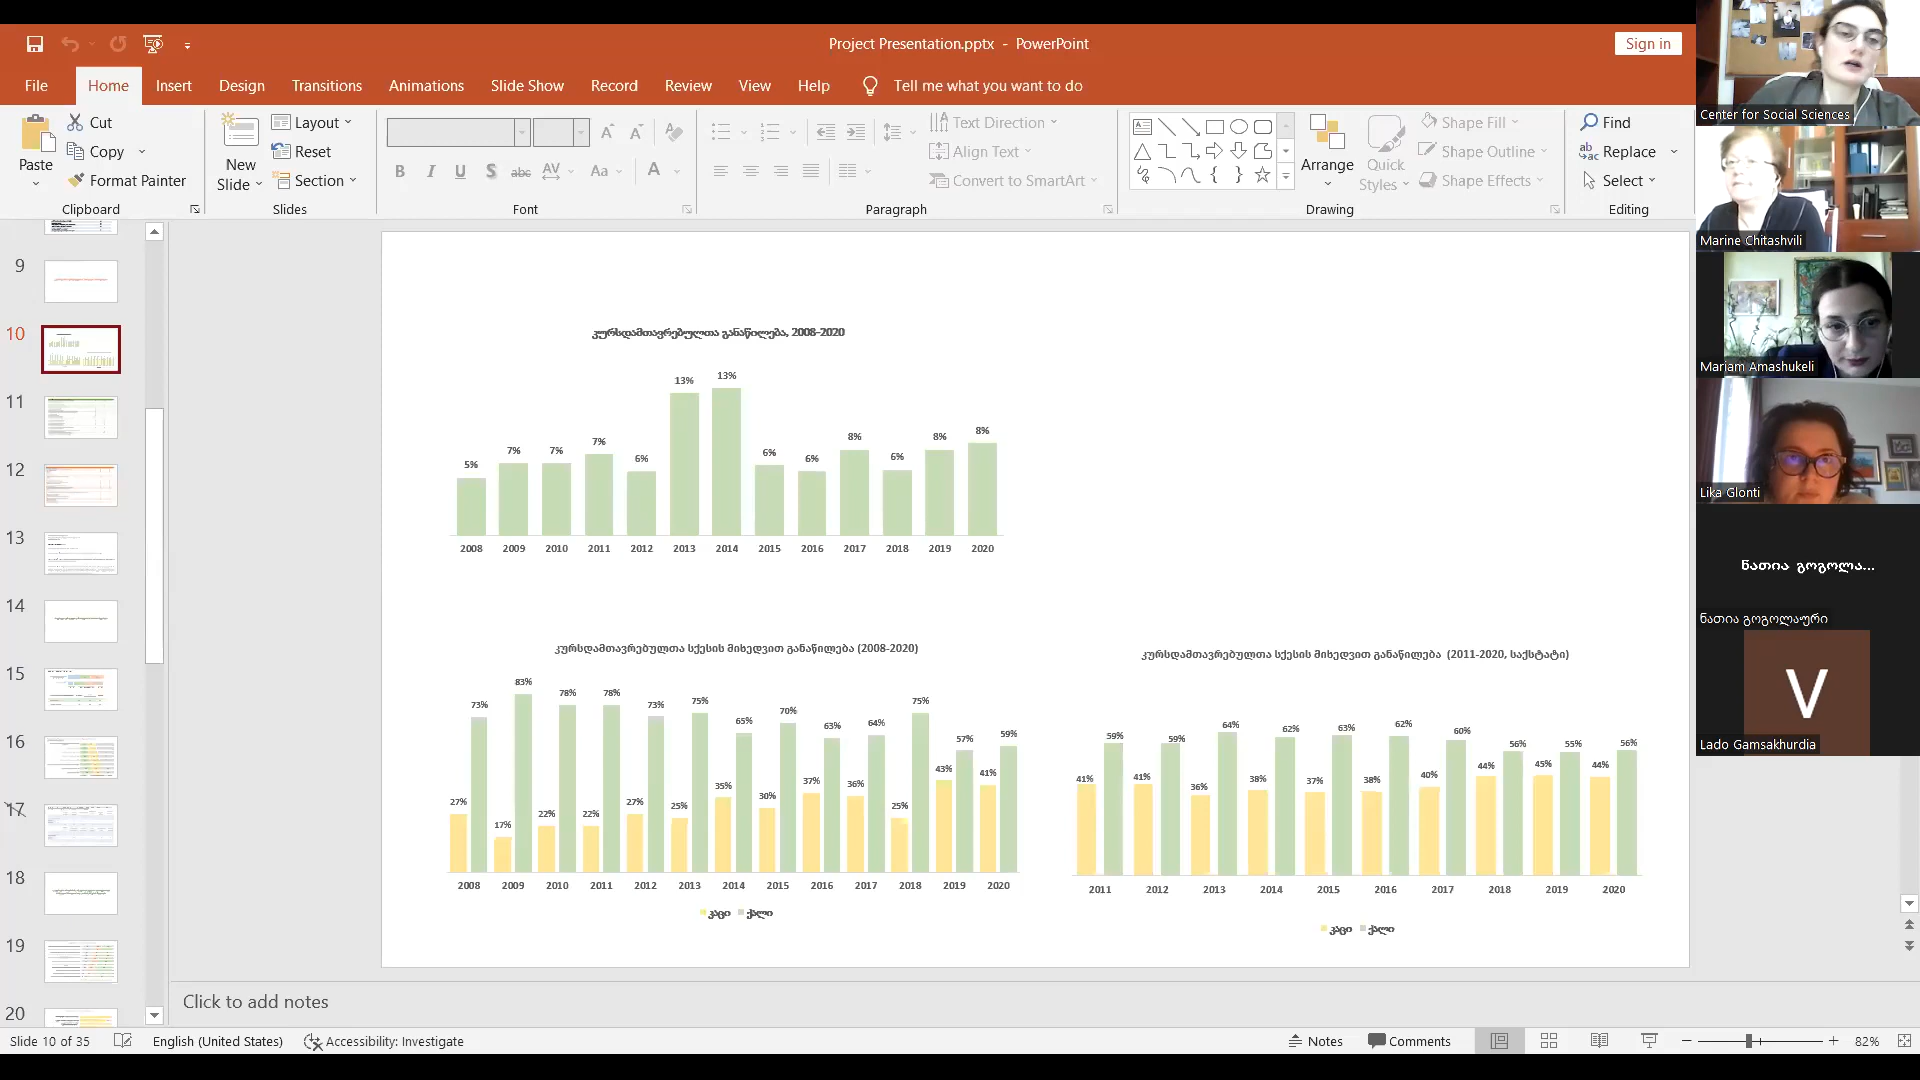 Project Presentation.pptx - PowerPoint
Sign in
File Home Insert Design Transitions Animations Slide Show Record Review View Help Tell me what you want to do
Paste
Cut
Copy
Format Painter
Clipboard
New Slide
Layout
Reset
Section
Slides
Font
Text Direction
Align Text
Convert to SmartArt
Paragraph
Arrange
Quick Styles
Shape Fill
Shape Outline
Shape Effects
Drawing
Find
Replace
Select
Editing
Center for Social Sciences
Marine Chitashvili
Mariam Amashukeli
Lika Glonti
ნათია გოგოლა...
ნათია გოგოლაური
V
Lado Gamsakhurdia
9
10
11
12
13
14
15
16
17
18
19
20
კურსდამთავრებულთა განაწილება, 2008-2020
5% 7% 7% 7% 6% 13% 13% 6% 6% 8% 6% 8% 8%
2008 2009 2010 2011 2012 2013 2014 2015 2016 2017 2018 2019 2020
კურსდამთავრებულთა სქესის მიხედვით განაწილება (2008-2020)
27% 73% 17% 83% 22% 78% 22% 78% 27% 73% 25% 75% 35% 65% 30% 70% 37% 63% 36% 64% 25% 75% 43% 57% 41% 59%
2008 2009 2010 2011 2012 2013 2014 2015 2016 2017 2018 2019 2020
კაცი ქალი
კურსდამთავრებულთა სქესის მიხედვით განაწილება (2011-2020, საქსტატი)
41% 59% 41% 59% 36% 64% 38% 62% 37% 63% 38% 62% 40% 60% 44% 56% 45% 55% 44% 56%
2011 2012 2013 2014 2015 2016 2017 2018 2019 2020
კაცი ქალი
Click to add notes
Slide 10 of 35 English (United States) Accessibility: Investigate Notes Comments 82%